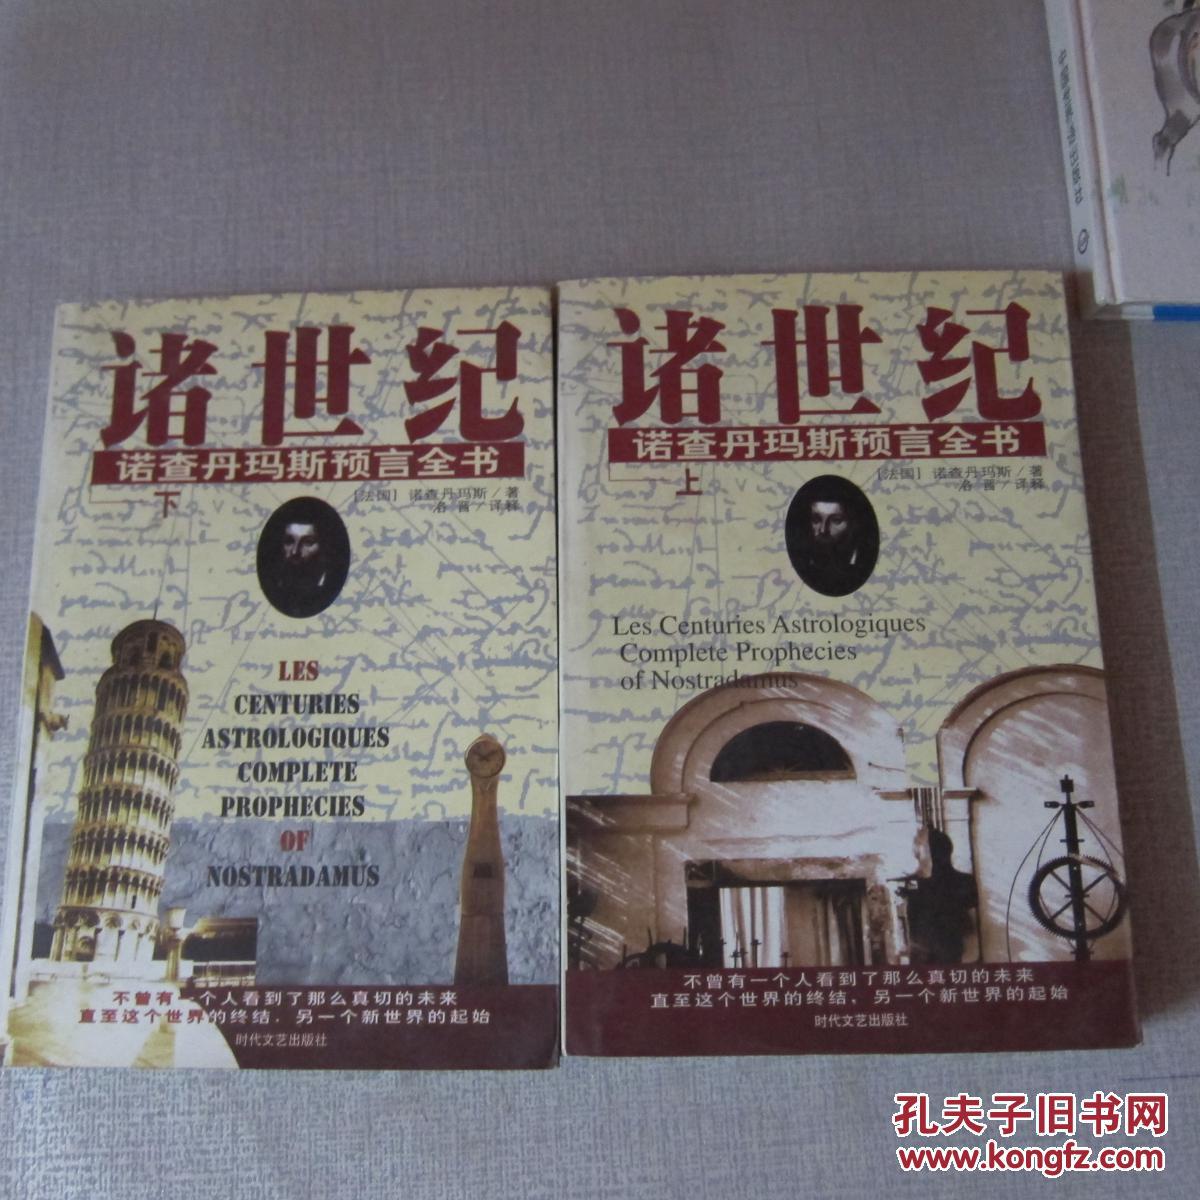 诸世纪
诺查丹玛斯预言全书
下
[法国] 诺查丹玛斯/著
洛晋/译释
LES
CENTURIES
ASTROLOGIQUES
COMPLETE
PROPHECIES
OF
NOSTRADAMUS
不曾有一个人看到了那么真切的未来
直至这个世界的终结,另一个新世界的起始
时代文艺出版社
诸世纪
诺查丹玛斯预言全书
上
[法国] 诺查丹玛斯/著
洛晋/译释
Les Centuries Astrologiques
Complete Prophecies
of Nostradamus
不曾有一个人看到了那么真切的未来
直至这个世界的终结,另一个新世界的起始
时代文艺出版社
孔夫子旧书网
www.kongfz.com